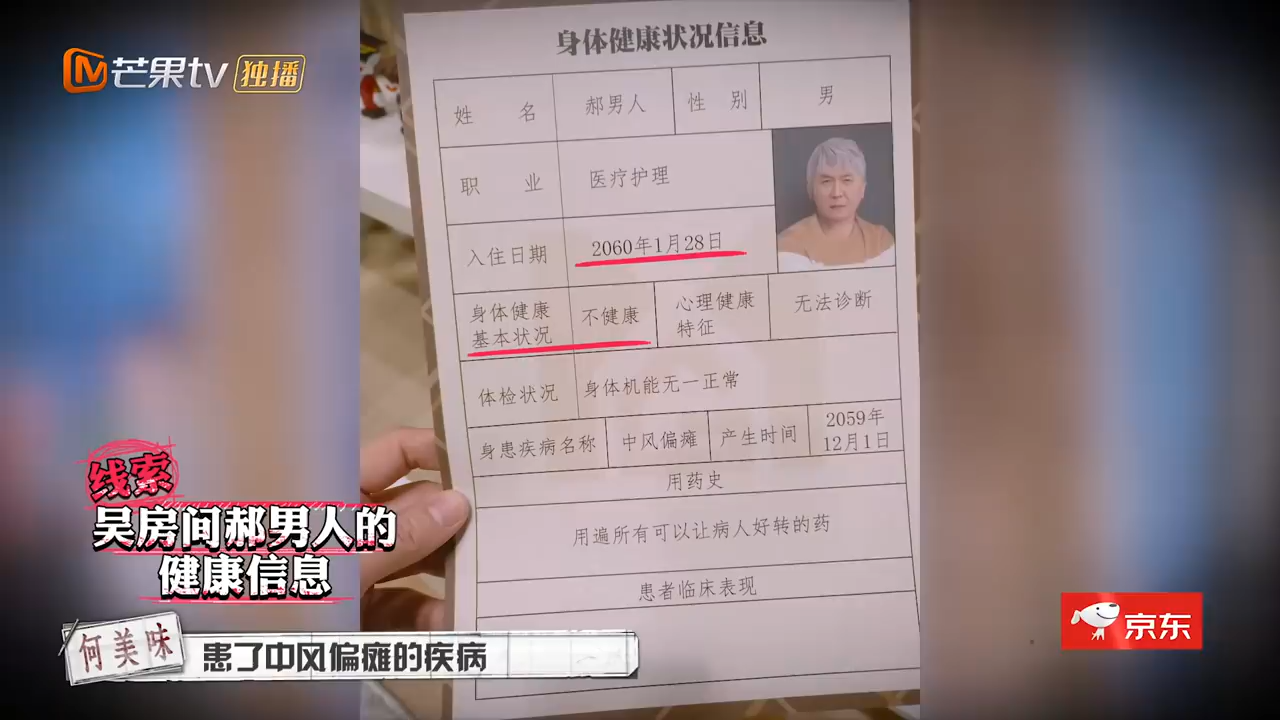 芒果tv 独播
身体健康状况信息
姓 名 郝男人 性 别 男
职 业 医疗护理
入住日期 2060年1月28日
身体健康 基本状况 不健康 心理健康 特征 无法诊断
体检状况 身体机能无一正常
身患疾病名称 中风偏瘫 产生时间 2059年 12月1日
用药史
用遍所有可以让病人好转的药
患者临床表现
线索
吴房间郝男人的
健康信息
何美味 患了中风偏瘫的疾病
京东